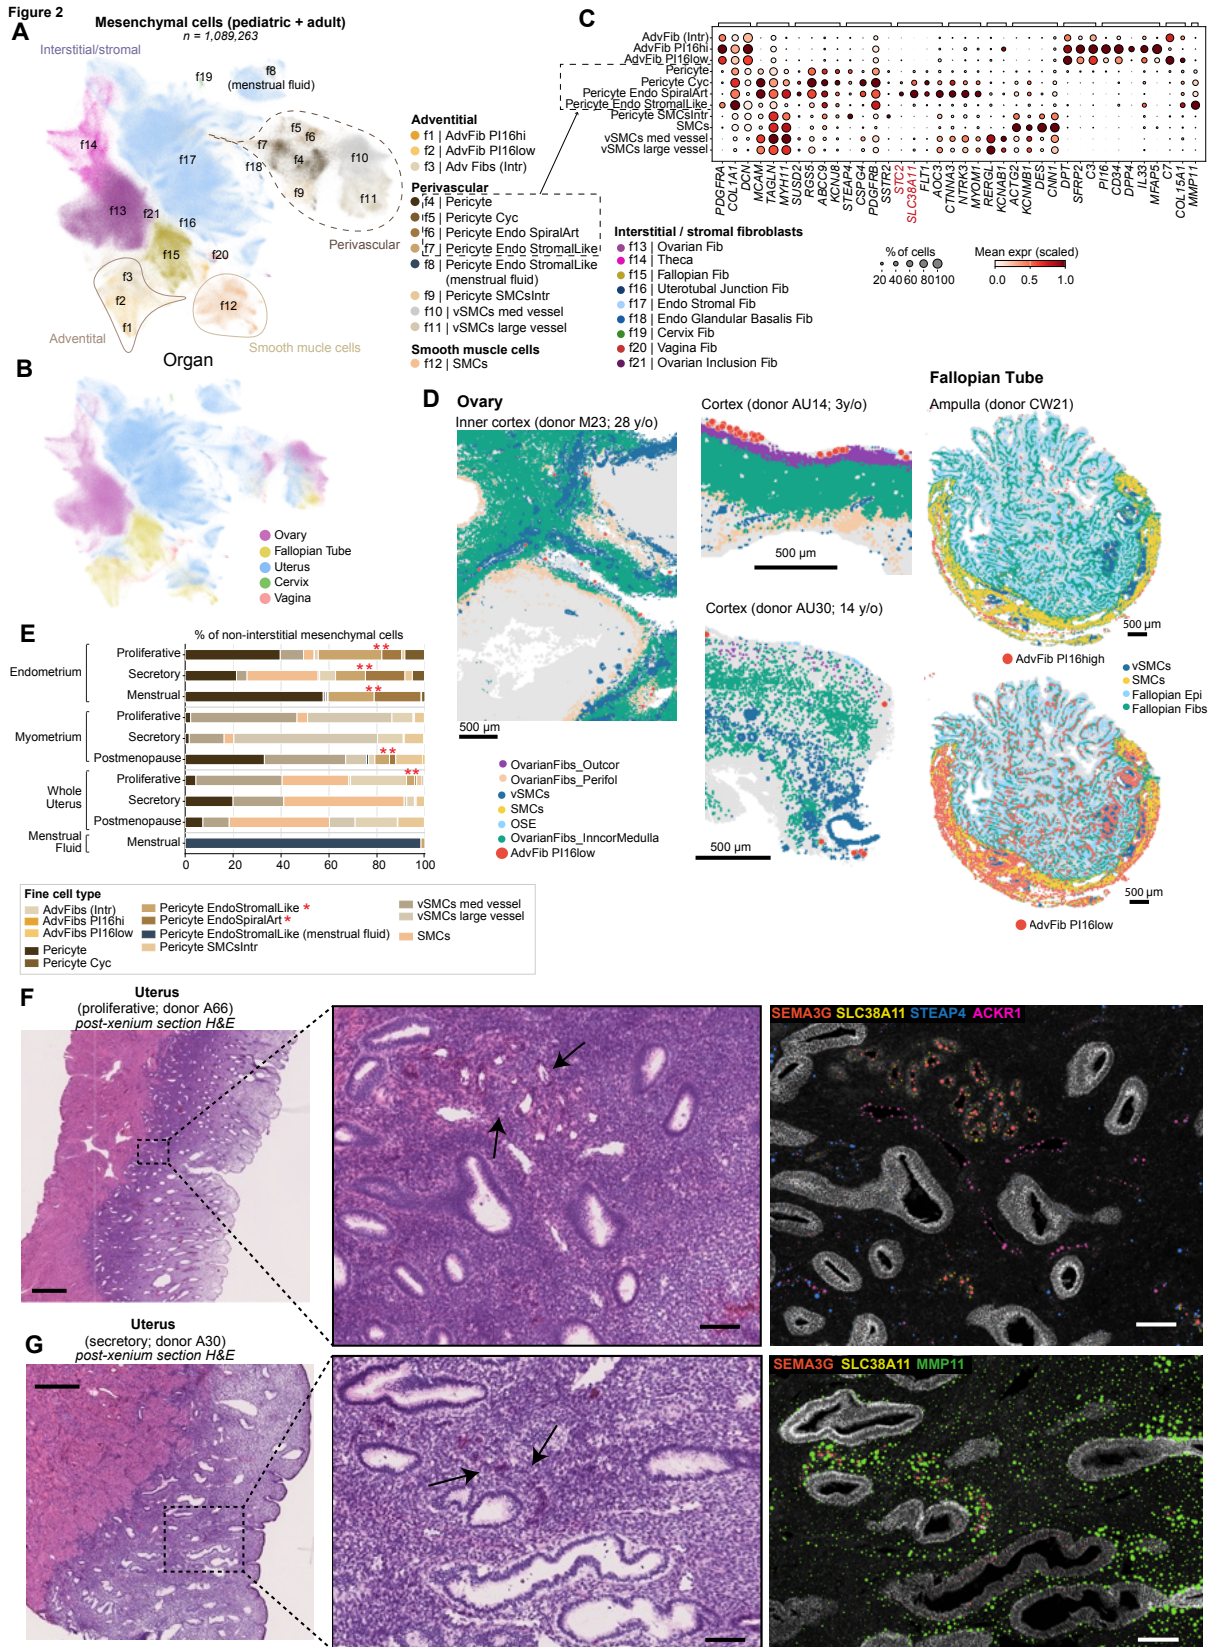 Figure 2
A
Mesenchymal cells (pediatric + adult)
n = 1,089,263
Interstitial/stromal
f19
f8
(menstrual fluid)
f14
f17
f7
f5
f6
f4
f10
f18
f9
f11
f13
f21
f16
f15
f20
Perivascular
f3
f2
f1
f12
Adventital
Smooth mucle cells
Adventitial
f1 | AdvFib PI16hi
f2 | AdvFib PI16low
f3 | Adv Fibs (Intr)
Perivascular
f4 | Pericyte
f5 | Pericyte Cyc
f6 | Pericyte Endo SpiralArt
f7 | Pericyte Endo StromalLike
f8 | Pericyte Endo StromalLike
(menstrual fluid)
f9 | Pericyte SMCsIntr
f10 | vSMCs med vessel
f11 | vSMCs large vessel
Smooth muscle cells
f12 | SMCs
Interstitial / stromal fibroblasts
f13 | Ovarian Fib
f14 | Theca
f15 | Fallopian Fib
f16 | Uterotubal Junction Fib
f17 | Endo Stromal Fib
f18 | Endo Glandular Basalis Fib
f19 | Cervix Fib
f20 | Vagina Fib
f21 | Ovarian Inclusion Fib
C
AdvFib (Intr)
AdvFib PI16hi
AdvFib PI16low
Pericyte
Pericyte Cyc
Pericyte Endo SpiralArt
Pericyte Endo StromalLike
Pericyte SMCsIntr
SMCs
vSMCs med vessel
vSMCs large vessel
PDGFRA
COL1A1
DCN
MCAM
TAGLN
MYH11
SUSD2
RGS5
ABCC9
KCNJ8
STEAP4
CSPG4
PDGFRB
SSTR2
STC2
SLC38A11
FLT1
AOC3
CTNNA3
NTRK3
MYOM1
RERGL
KCNAB1
ACTG2
KCNMB1
DES
CNN1
DPT
SFRP2
C3
PI16
CD34
DPP4
IL33
MFAP5
C7
COL15A1
MMP11
% of cells
20 40 60 80 100
Mean expr (scaled)
0.0 0.5 1.0
B
Organ
Ovary
Fallopian Tube
Uterus
Cervix
Vagina
D
Ovary
Inner cortex (donor M23; 28 y/o)
500 µm
Cortex (donor AU14; 3y/o)
500 µm
Cortex (donor AU30; 14 y/o)
500 µm
OvarianFibs_Outcor
OvarianFibs_Perifol
vSMCs
SMCs
OSE
OvarianFibs_InncorMedulla
AdvFib PI16low
Fallopian Tube
Ampulla (donor CW21)
500 µm
AdvFib PI16high
vSMCs
SMCs
Fallopian Epi
Fallopian Fibs
500 µm
AdvFib PI16low
E
% of non-interstitial mesenchymal cells
Endometrium
Proliferative
**
Secretory
**
Menstrual
**
Myometrium
Proliferative
Secretory
Postmenopause
**
Whole
Uterus
Proliferative
**
Secretory
Postmenopause
Menstrual
Fluid
Menstrual
0 20 40 60 80 100
Fine cell type
AdvFibs (Intr)
AdvFibs PI16hi
AdvFibs PI16low
Pericyte
Pericyte Cyc
Pericyte EndoStromalLike *
Pericyte EndoSpiralArt *
Pericyte EndoStromalLike (menstrual fluid)
Pericyte SMCsIntr
vSMCs med vessel
vSMCs large vessel
SMCs
F
Uterus
(proliferative; donor A66)
post-xenium section H&E
SEMA3G SLC38A11 STEAP4 ACKR1
G
Uterus
(secretory; donor A30)
post-xenium section H&E
SEMA3G SLC38A11 MMP11